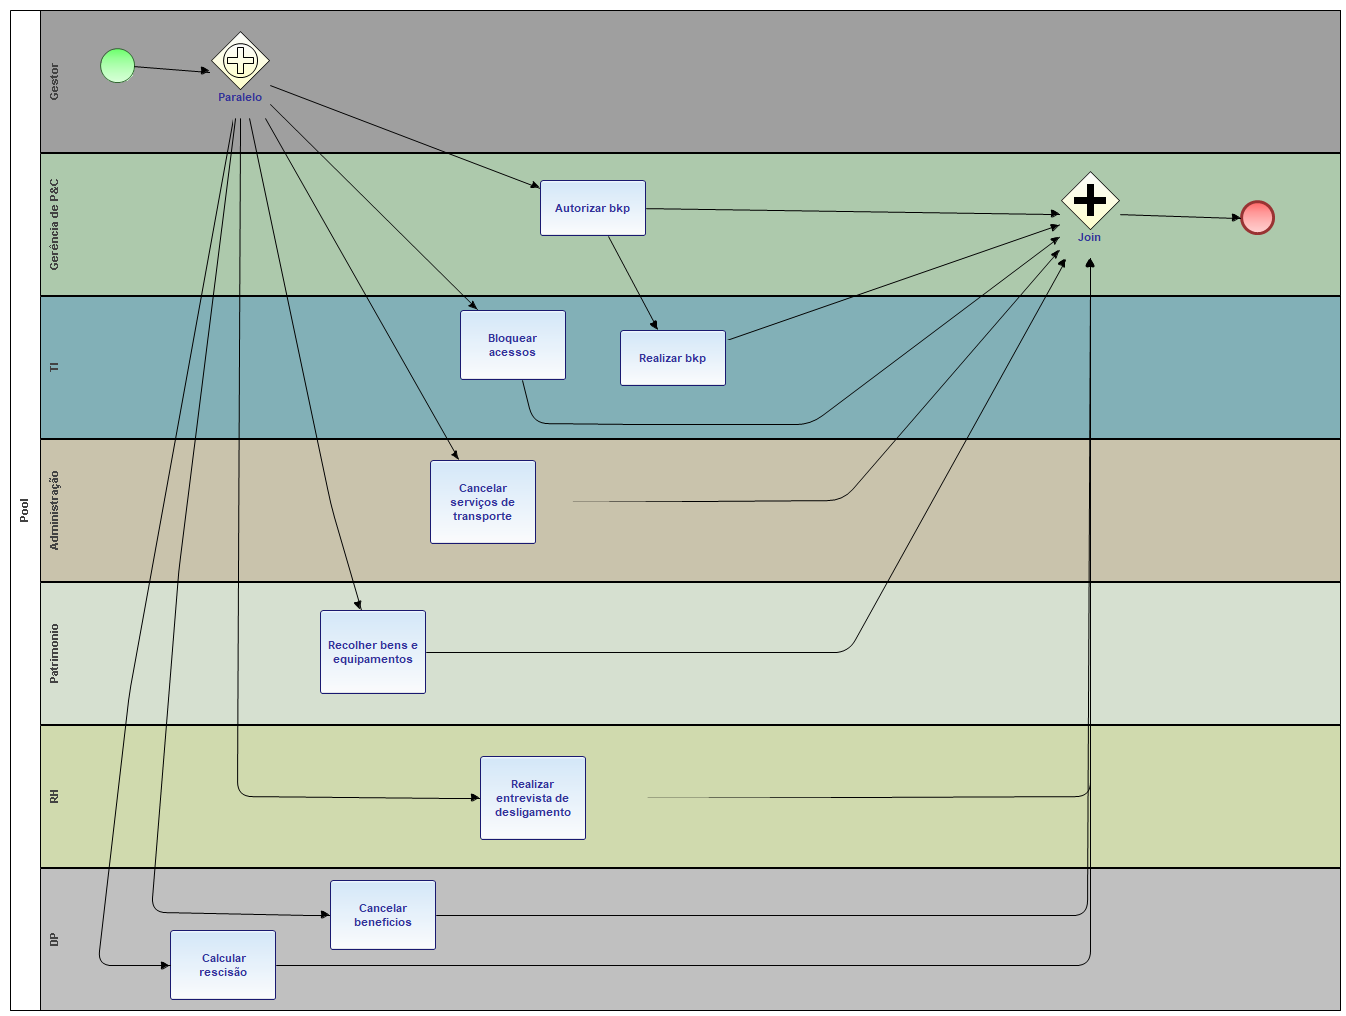 Pool
Gestor
Paralelo
Gerência de P&C
Autorizar bkp
Join
TI
Bloquear
acessos
Realizar bkp
Administração
Cancelar
serviços de
transporte
Patrimonio
Recolher bens e
equipamentos
RH
Realizar
entrevista de
desligamento
DP
Cancelar
beneficios
Calcular
rescisão